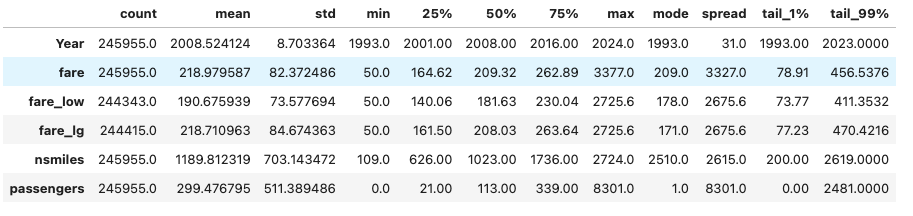 count mean std min 25% 50% 75% max mode spread tail_1% tail_99%
Year 245955.0 2008.524124 8.703364 1993.0 2001.00 2008.00 2016.00 2024.0 1993.0 31.0 1993.00 2023.0000
fare 245955.0 218.979587 82.372486 50.0 164.62 209.32 262.89 3377.0 209.0 3327.0 78.91 456.5376
fare_low 244343.0 190.675939 73.577694 50.0 140.06 181.63 230.04 2725.6 178.0 2675.6 73.77 411.3532
fare_lg 244415.0 218.710963 84.674363 50.0 161.50 208.03 263.64 2725.6 171.0 2675.6 77.23 470.4216
nsmiles 245955.0 1189.812319 703.143472 109.0 626.00 1023.00 1736.00 2724.0 2510.0 2615.0 200.00 2619.0000
passengers 245955.0 299.476795 511.389486 0.0 21.00 113.00 339.00 8301.0 1.0 8301.0 0.00 2481.0000